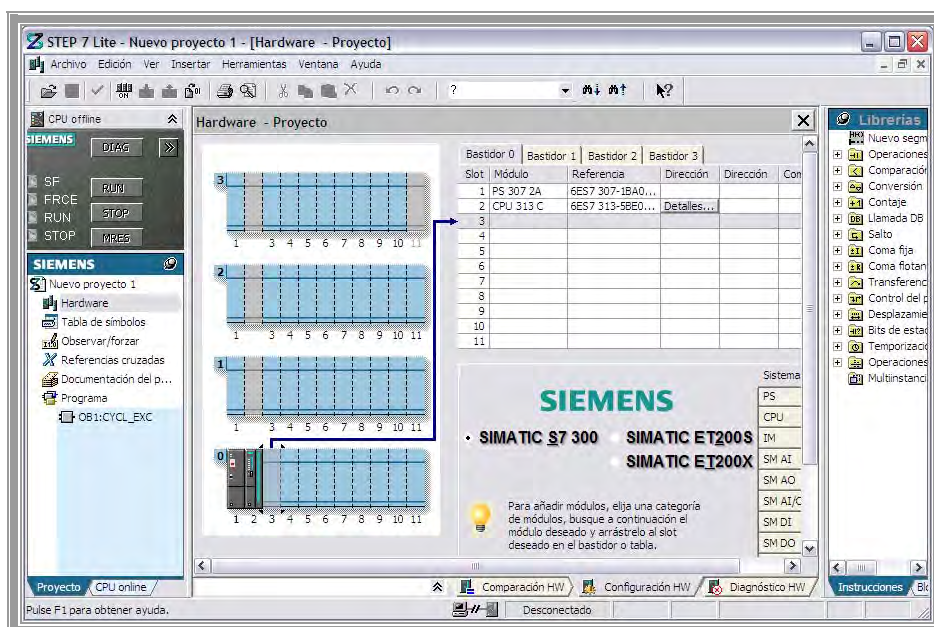 STEP 7 Lite - Nuevo proyecto 1 - [Hardware - Proyecto]
Archivo Edición Ver Insertar Herramientas Ventana Ayuda
?
CPU offline
SIEMENS
DIAG
SF
FRCE
RUN
STOP
RUN
STOP
MRES
SIEMENS
Nuevo proyecto 1
Hardware
Tabla de símbolos
Observar/forzar
Referencias cruzadas
Documentación del p...
Programa
OB1:CYCL_EXC
Proyecto CPU online
Hardware - Proyecto
3
1 3 4 5 6 7 8 9 10 11
2
1 3 4 5 6 7 8 9 10 11
1
1 3 4 5 6 7 8 9 10 11
0
1 2 3 4 5 6 7 8 9 10 11
Bastidor 0 Bastidor 1 Bastidor 2 Bastidor 3
Slot Módulo Referencia Dirección Dirección Con
1 PS 307 2A 6ES7 307-1BA0...
2 CPU 313 C 6ES7 313-5BE0... Detalles...
3
4
5
6
7
8
9
10
11
SIEMENS
SIMATIC S7 300 SIMATIC ET200S
SIMATIC ET200X
Para añadir módulos, elija una categoría
de módulos, busque a continuación el
módulo deseado y arrástrelo al slot
deseado en el bastidor o tabla.
Sistema
PS
CPU
IM
SM AI
SM AO
SM AI/
SM DI
SM DO
Comparación HW Configuración HW Diagnóstico HW
Librerías
Nuevo segm
Operaciones
Comparación
Conversión
Contaje
Llamada DB
Salto
Coma fija
Coma flotan
Transferenc
Control del p
Desplazamie
Bits de estad
Temporizació
Operaciones
Multiinstanci
Instrucciones
Pulse F1 para obtener ayuda.
Desconectado